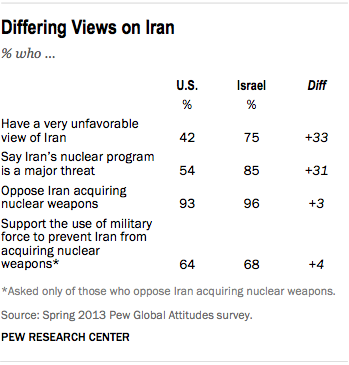 Differing Views on Iran
% who ...
U.S. Israel Diff
% %
Have a very unfavorable
view of Iran 42 75 +33
Say Iran's nuclear program
is a major threat 54 85 +31
Oppose Iran acquiring
nuclear weapons 93 96 +3
Support the use of military
force to prevent Iran from
acquiring nuclear
weapons* 64 68 +4
*Asked only of those who oppose Iran acquiring nuclear weapons.
Source: Spring 2013 Pew Global Attitudes survey.
PEW RESEARCH CENTER